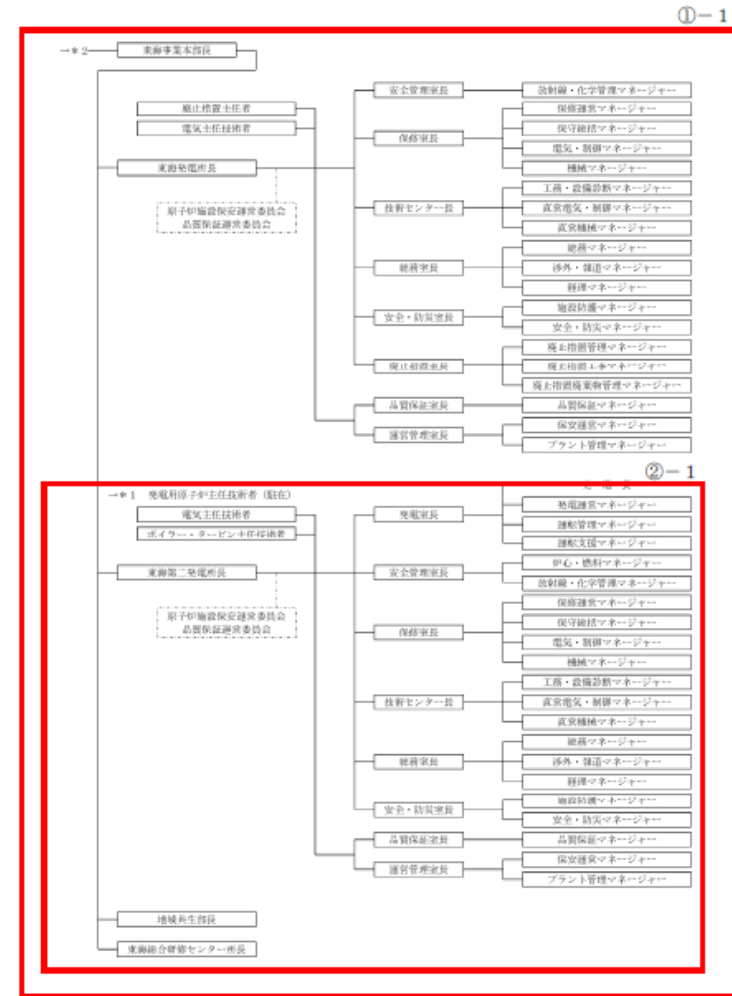 ①-1
→*2 東海事業本部長
安全管理室長 放射線・化学管理マネージャー
廃止措置主任者 保修運営マネージャー
電気主任技術者 保守総括マネージャー
保修室長
電気・制御マネージャー
東海発電所長 機械マネージャー
工務・設備診断マネージャー
原子炉施設保安運営委員会 技術センター長 直営電気・制御マネージャー
品質保証運営委員会 直営機械マネージャー
総務マネージャー
総務室長 渉外・報道マネージャー
経理マネージャー
施設防護マネージャー
安全・防災室長
安全・防災マネージャー
廃止措置管理マネージャー
廃止措置室長 廃止措置工事マネージャー
廃止措置廃棄物管理マネージャー
品質保証室長 品質保証マネージャー
保安運営マネージャー
運営管理室長
プラント管理マネージャー
②-1
→*1 発電用原子炉主任技術者(駐在) 発電長
発電運営マネージャー
電気主任技術者 発電室長
運転管理マネージャー
ボイラー・タービン主任技術者
運転支援マネージャー
炉心・燃料マネージャー
東海第二発電所長 安全管理室長
放射線・化学管理マネージャー
保修運営マネージャー
原子炉施設保安運営委員会 保守総括マネージャー
品質保証運営委員会 保修室長
電気・制御マネージャー
機械マネージャー
工務・設備診断マネージャー
技術センター長 直営電気・制御マネージャー
直営機械マネージャー
総務マネージャー
総務室長 渉外・報道マネージャー
経理マネージャー
施設防護マネージャー
安全・防災室長
安全・防災マネージャー
品質保証室長 品質保証マネージャー
保安運営マネージャー
運営管理室長
プラント管理マネージャー
地域共生部長
東海総合研修センター所長